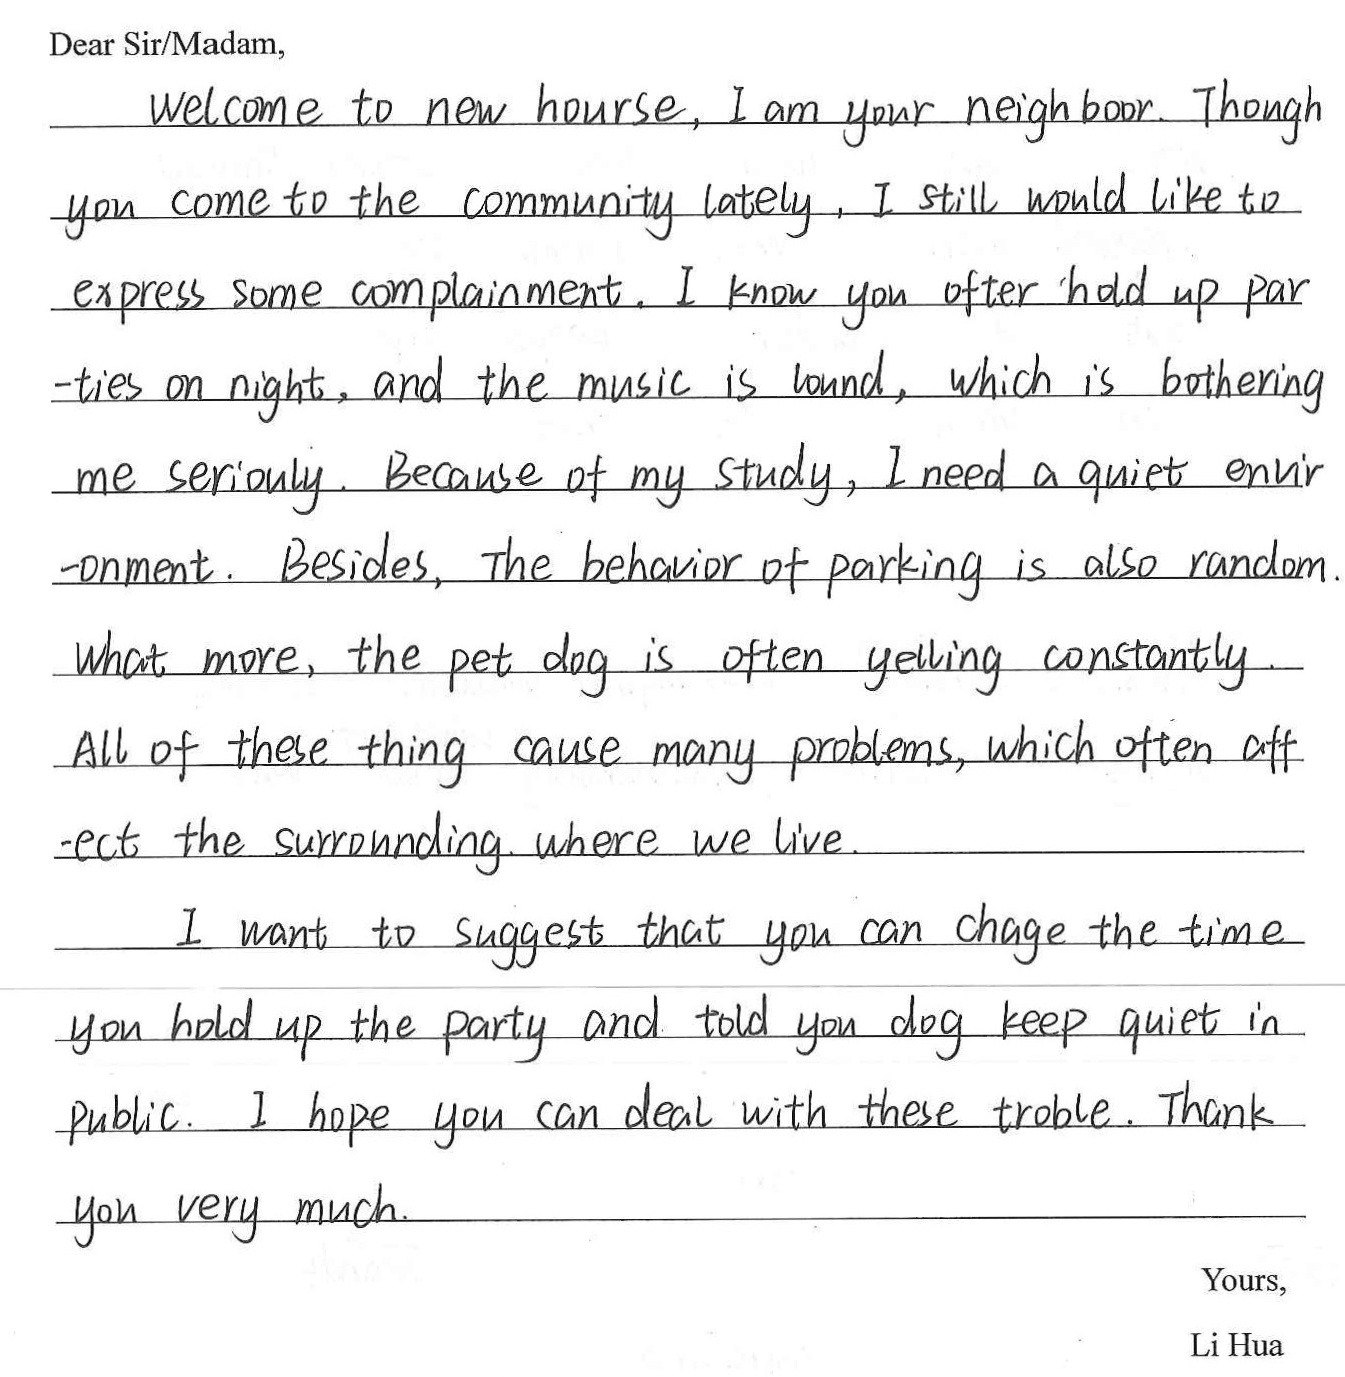 Dear Sir/Madam,
Welcome to new hourse, I am your neighboor. Though
you come to the community lately, I still would like to
express some complainment. I know you ofter hold up par
-ties on night, and the music is lound, which is bothering
me seriouly. Because of my study, I need a quiet envir
-onment. Besides, The behavior of parking is also random.
What more, the pet dog is often yelling constantly.
All of these thing cause many problems, which often aff
-ect the surrounding. where we live.
I want to suggest that you can chage the time
you hold up the party and told you dog keep quiet in
public. I hope you can deal with these troble. Thank
you very much.
Yours,
Li Hua